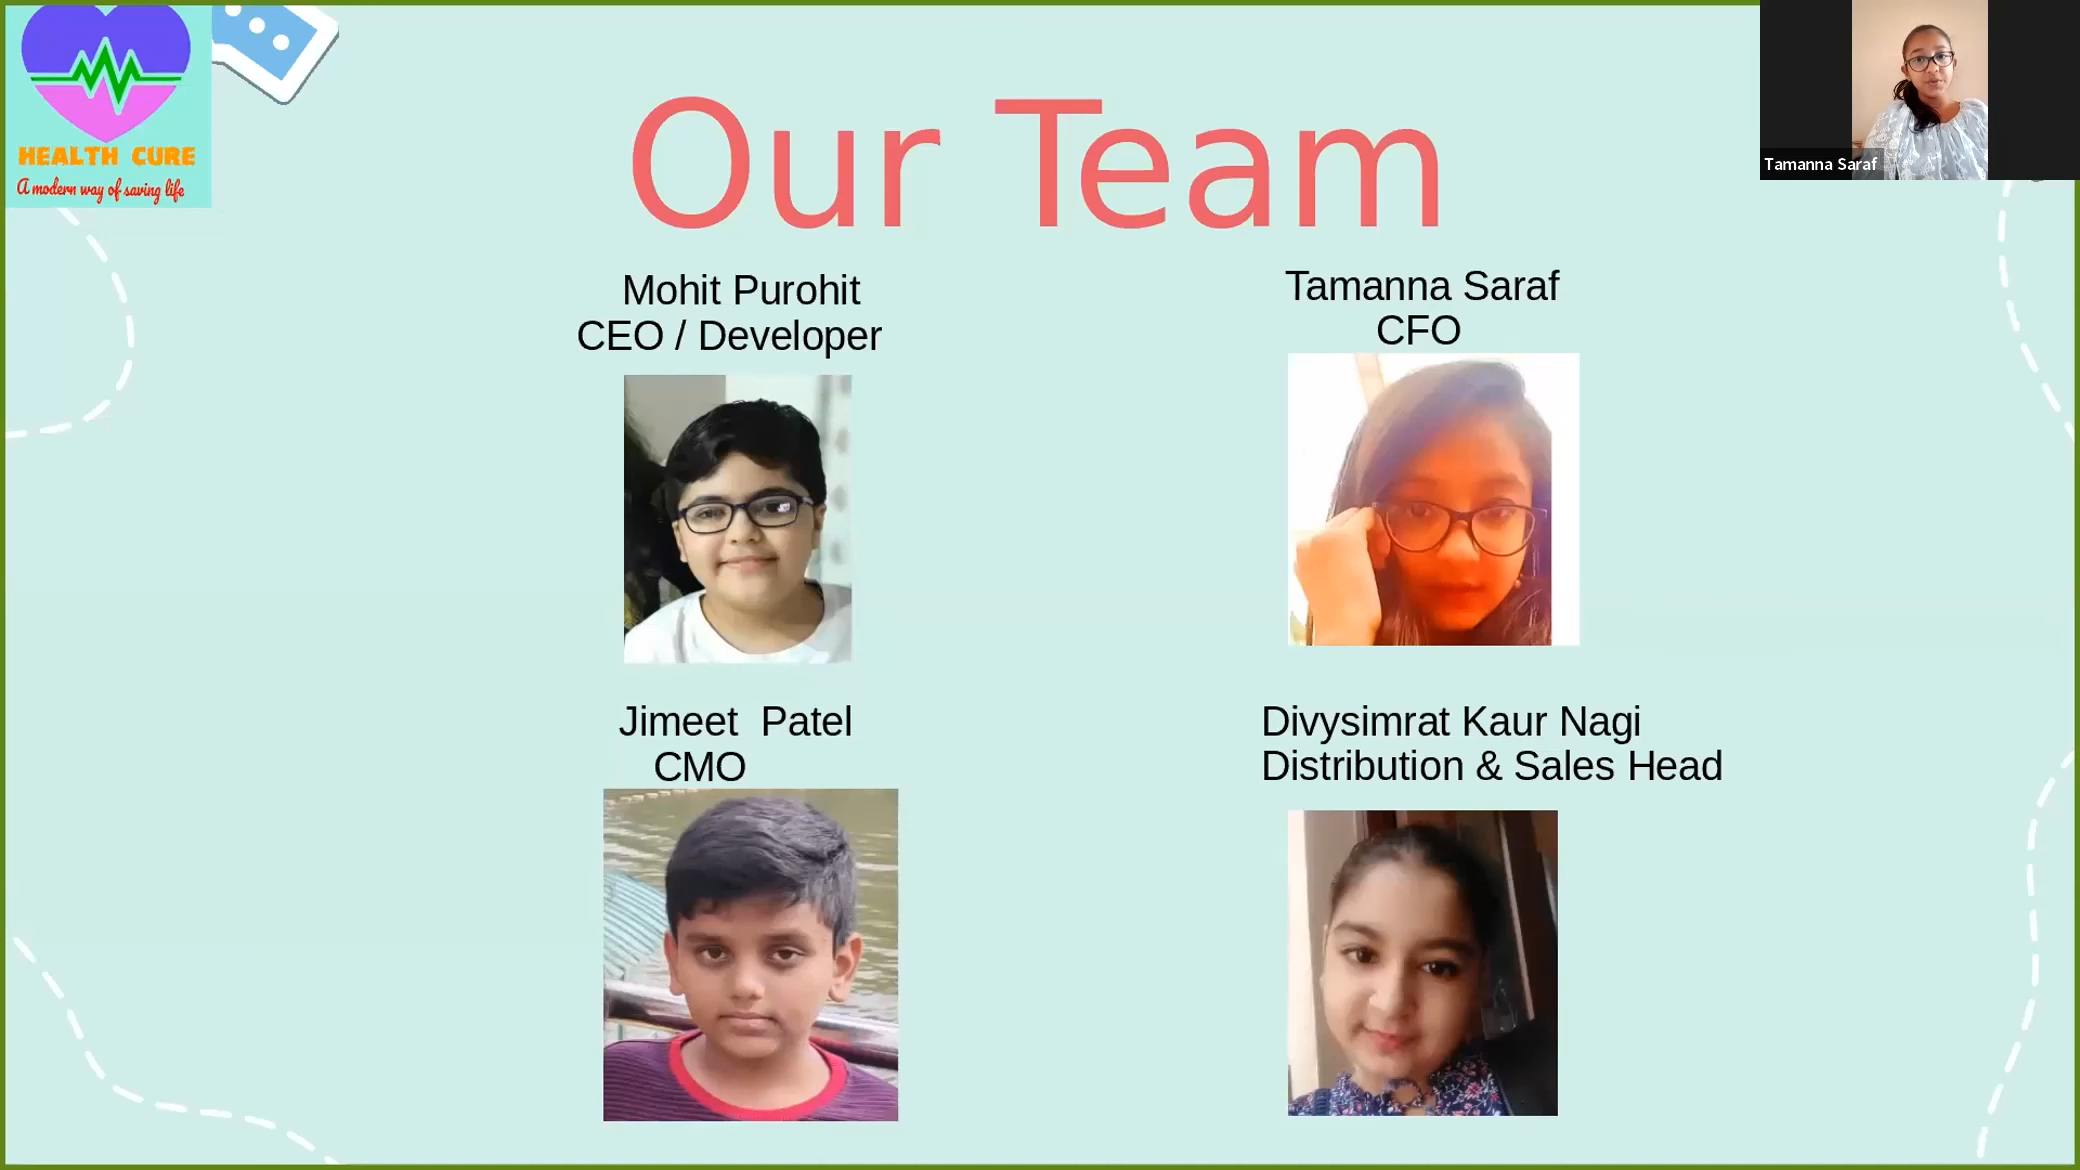 HEALTH CURE
A modern way of saving life
Our Team
Tamanna Saraf
Mohit Purohit
CEO / Developer
Tamanna Saraf
CFO
Jimeet  Patel
CMO
Divysimrat Kaur Nagi
Distribution & Sales Head